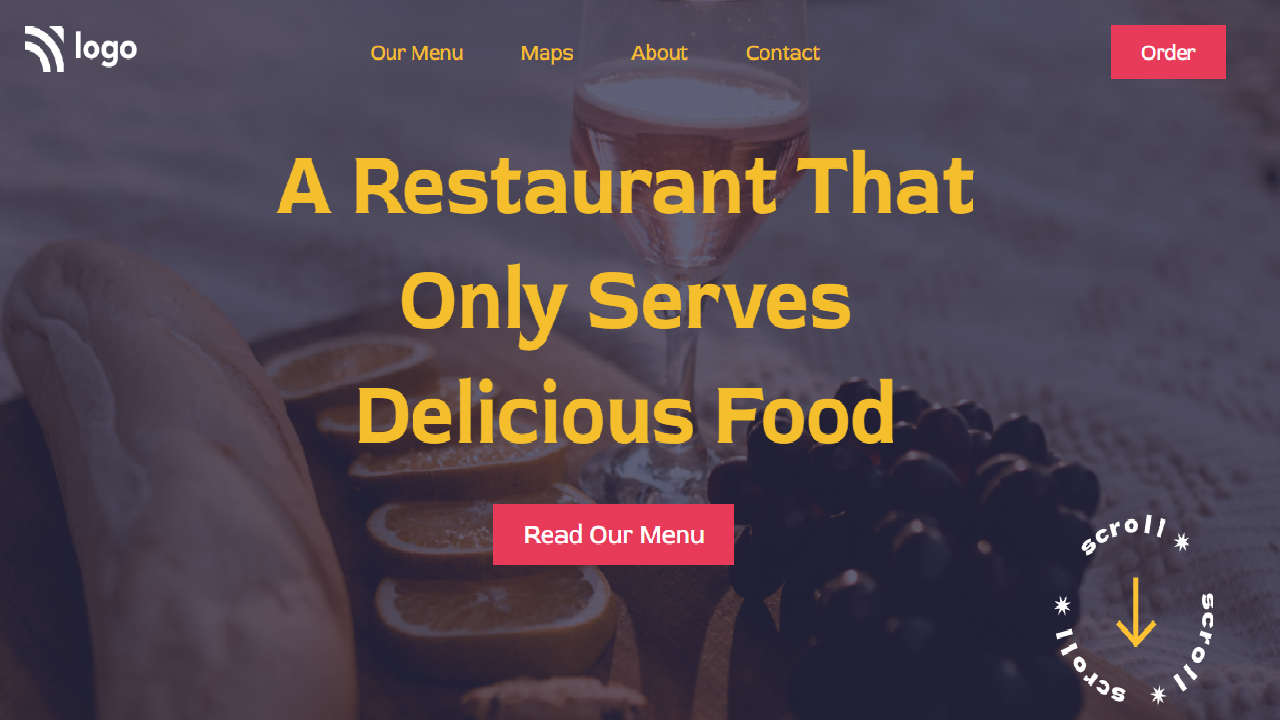 logo
Our Menu
Maps
About
Contact
Order
A Restaurant That
Only Serves
Delicious Food
Read Our Menu
scroll
scroll
scroll